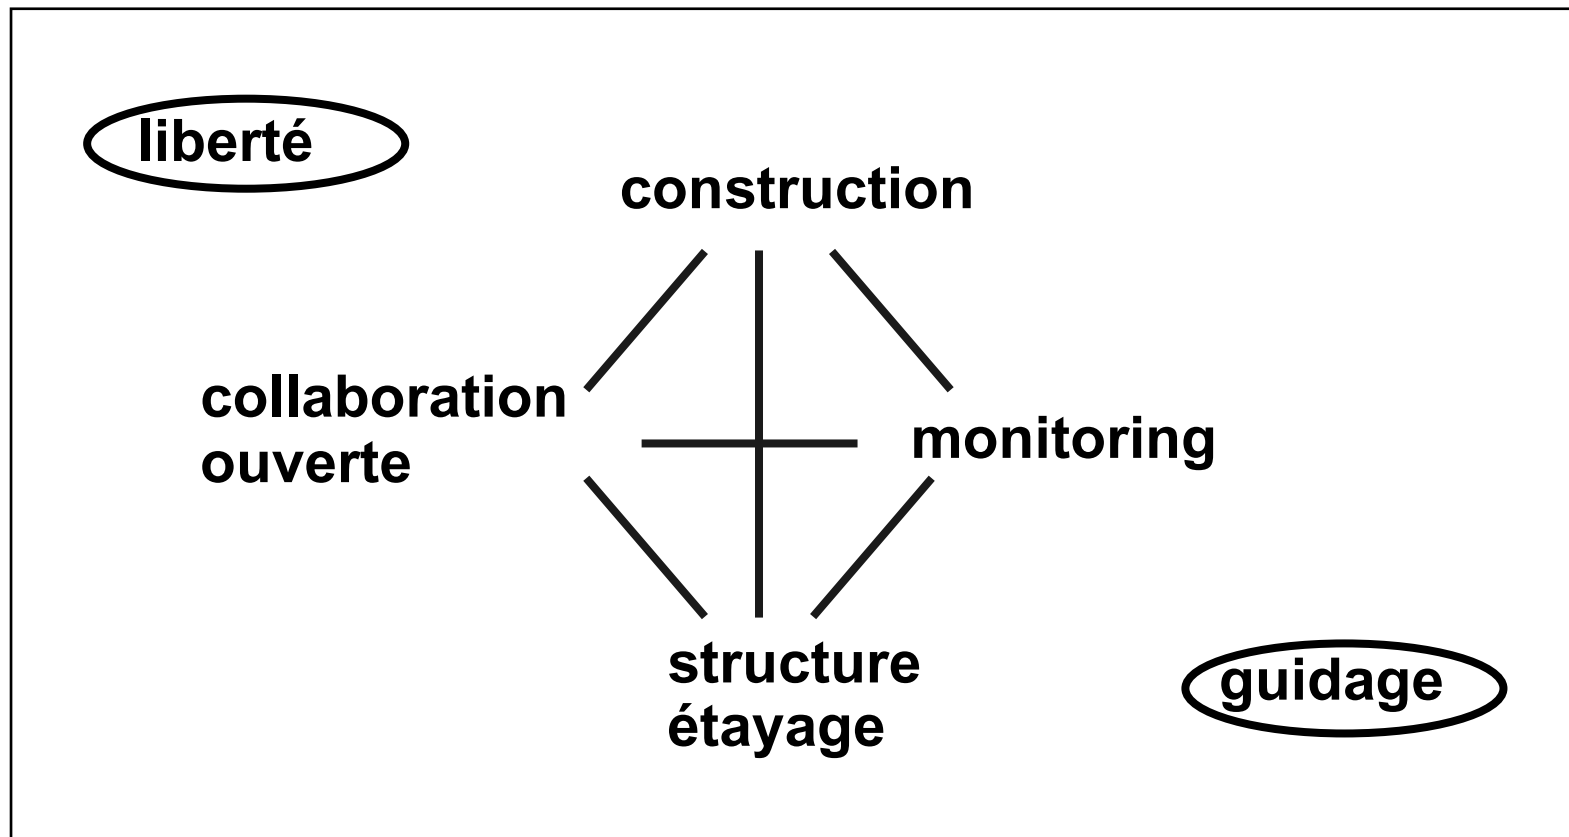 liberté
construction
collaboration
ouverte
monitoring
structure
étayage
guidage